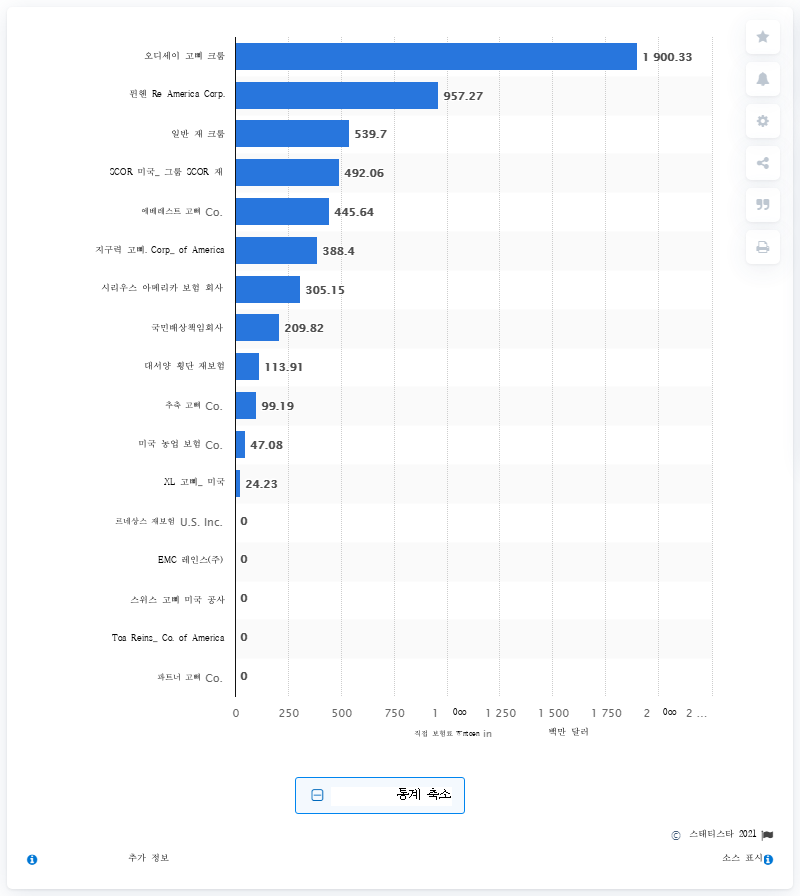 오디세이 고삐 크룹 1 900.33
뮌헨 Re America Corp. 957.27
일반 재 크룹 539.7
SCOR 미국_ 그룹 SCOR 재 492.06
에베레스트 고삐 Co. 445.64
지구력 고삐. Corp_ of America 388.4
시리우스 아메리카 보험 회사 305.15
국민배상책임회사 209.82
대서양 횡단 재보험 113.91
추축 고삐 Co. 99.19
미국 농업 보험 Co. 47.08
XL 고삐_ 미국 24.23
르네상스 재보험 U.S. Inc. 0
EMC 레인스(주) 0
스위스 고삐 미국 공사 0
Toa Reins_ Co. of America 0
파트너 고삐 Co. 0
0 250 500 750 1 000 1 250 1 500 1 750 2 000 2 ...
직접 보험료 in 백만 달러
통계 축소
© 스태티스타 2021
추가 정보 소스 표시